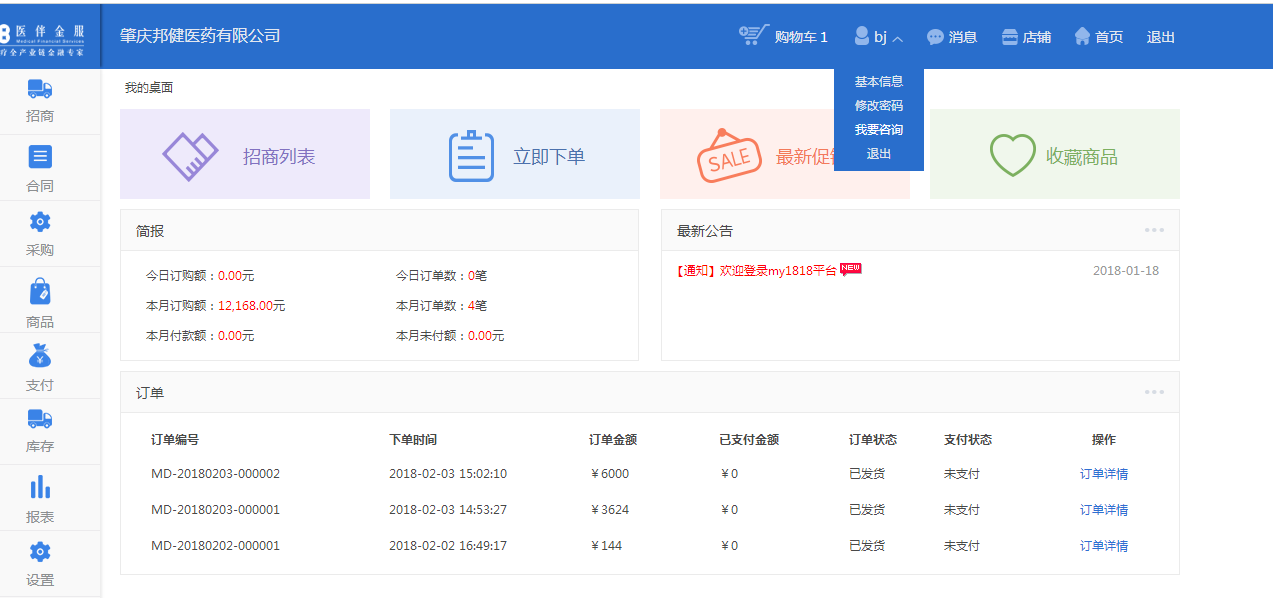 医伴金服
Medical Financial Services
疗全产业链金融专家
肇庆邦健医药有限公司
购物车 1
bj
消息
店铺
首页
退出
基本信息
修改密码
我要咨询
退出
招商
合同
采购
商品
支付
库存
报表
设置
我的桌面
招商列表
立即下单
SALE
最新促
收藏商品
简报
今日订购额：0.00元
今日订单数：0笔
本月订购额：12,168.00元
本月订单数：4笔
本月付款额：0.00元
本月未付额：0.00元
最新公告
【通知】欢迎登录my1818平台 NEW 2018-01-18
订单
订单编号 下单时间 订单金额 已支付金额 订单状态 支付状态 操作
MD-20180203-000002 2018-02-03 15:02:10 ￥6000 ￥0 已发货 未支付 订单详情
MD-20180203-000001 2018-02-03 14:53:27 ￥3624 ￥0 已发货 未支付 订单详情
MD-20180202-000001 2018-02-02 16:49:17 ￥144 ￥0 已发货 未支付 订单详情